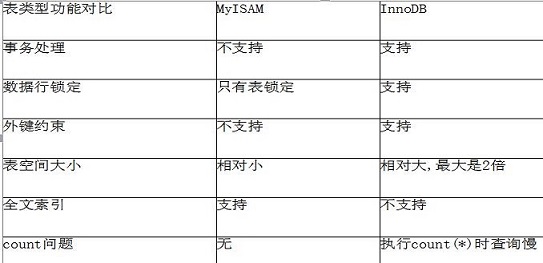 表类型功能对比 MyISAM InnoDB
事务处理 不支持 支持
数据行锁定 只有表锁定 支持
外键约束 不支持 支持
表空间大小 相对小 相对大,最大是2倍
全文索引 支持 不支持
count问题 无 执行count(*)时查询慢